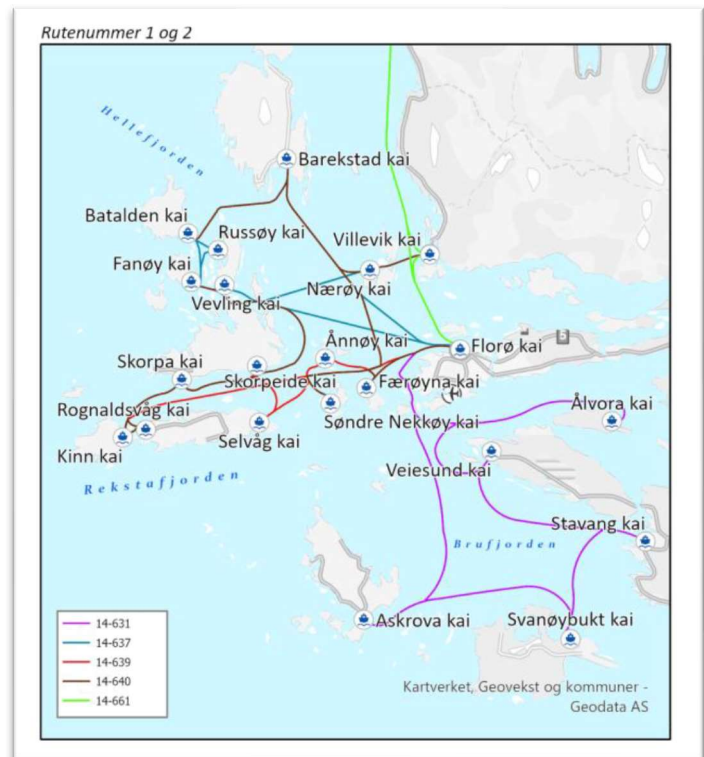 Rutenummer 1 og 2
Hellefjorden
Barekstad kai
Batalden kai
Russøy kai
Villevik kai
Fanøy kai
Nærøy kai
Vevling kai
Ånnøy kai
Florø kai
5
Skorpa kai
Skorpeide kai
Færøyna kai
Rognaldsvåg kai
Søndre Nekkøy kai
Ålvora kai
Selvåg kai
Kinn kai
Veiesund kai
Rekstafjorden
Stavang kai
Brufjorden
Askrova kai
Svanøybukt kai
14-631
14-637
14-639
14-640
14-661
Kartverket, Geovekst og kommuner -
Geodata AS